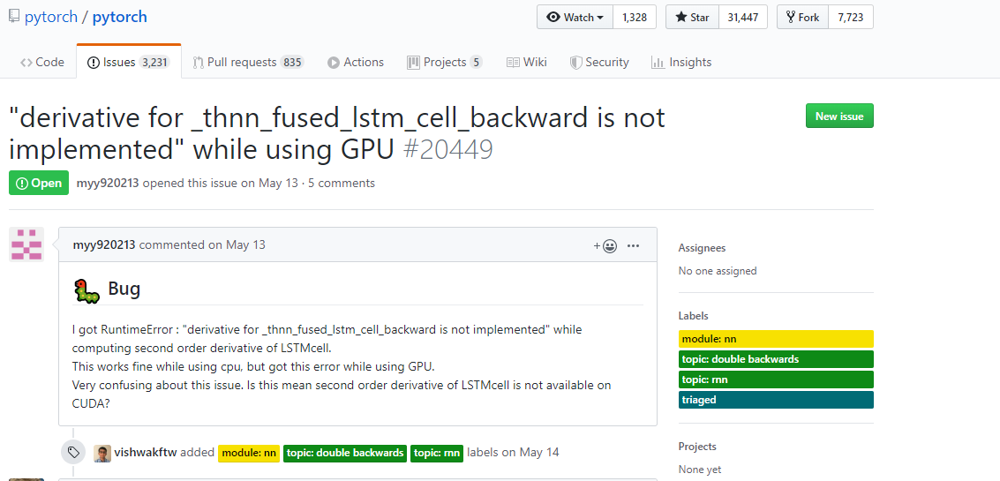 pytorch / pytorch
Watch 1,328 Star 31,447 Fork 7,723
Code Issues 3,231 Pull requests 835 Actions Projects 5 Wiki Security Insights
"derivative for _thnn_fused_lstm_cell_backward is not
implemented" while using GPU #20449
New issue
Open myy920213 opened this issue on May 13 · 5 comments
myy920213 commented on May 13
Bug
I got RuntimeError : "derivative for _thnn_fused_lstm_cell_backward is not implemented" while
computing second order derivative of LSTMcell.
This works fine while using cpu, but got this error while using GPU.
Very confusing about this issue. Is this mean second order derivative of LSTMcell is not available on
CUDA?
vishwakftw added module: nn topic: double backwards topic: rnn labels on May 14
Assignees
No one assigned
Labels
module: nn
topic: double backwards
topic: rnn
triaged
Projects
None yet